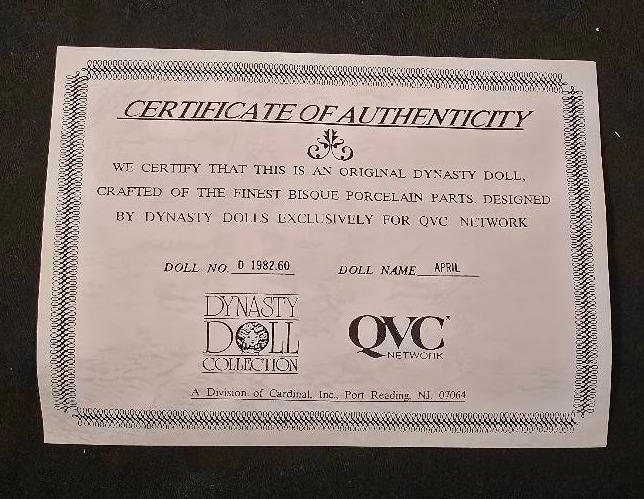 CERTIFICATE OF AUTHENTICITY
WE CERTIFY THAT THIS IS AN ORIGINAL DYNASTY DOLL,
CRAFTED OF THE FINEST BISQUE PORCELAIN PARTS. DESIGNED
BY DYNASTY DOLLS EXCLUSIVELY FOR QVC NETWORK
DOLL NO. D 1982.60 DOLL NAME APRIL
DYNASTY
DOLL
COLLECTION
QVC
NETWORK
A Division of Cardinal, Inc., Port Reading, NJ, 07064